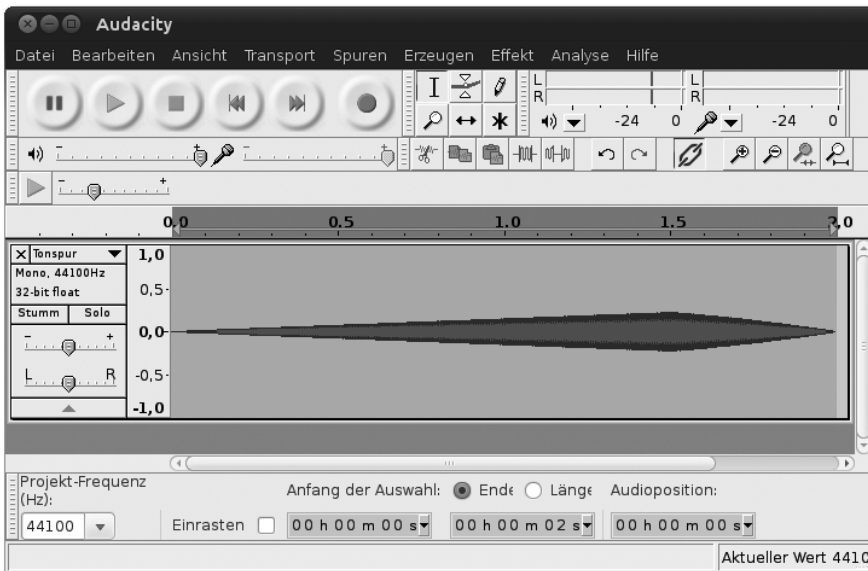 Audacity
Datei Bearbeiten Ansicht Transport Spuren Erzeugen Effekt Analyse Hilfe
L
R
-24 0
L
R
-24 0
- +
0,0 0.5 1.0 1.5 2,0
Tonspur
Mono, 44100Hz
32-bit float
Stumm Solo
- +
L R
1,0
0,5
0,0
-0,5
-1,0
Projekt-Frequenz
(Hz):
44100
Einrasten
Anfang der Auswahl: Ende Länge
00 h 00 m 00 s
00 h 00 m 02 s
Audioposition:
00 h 00 m 00 s
Aktueller Wert 4410